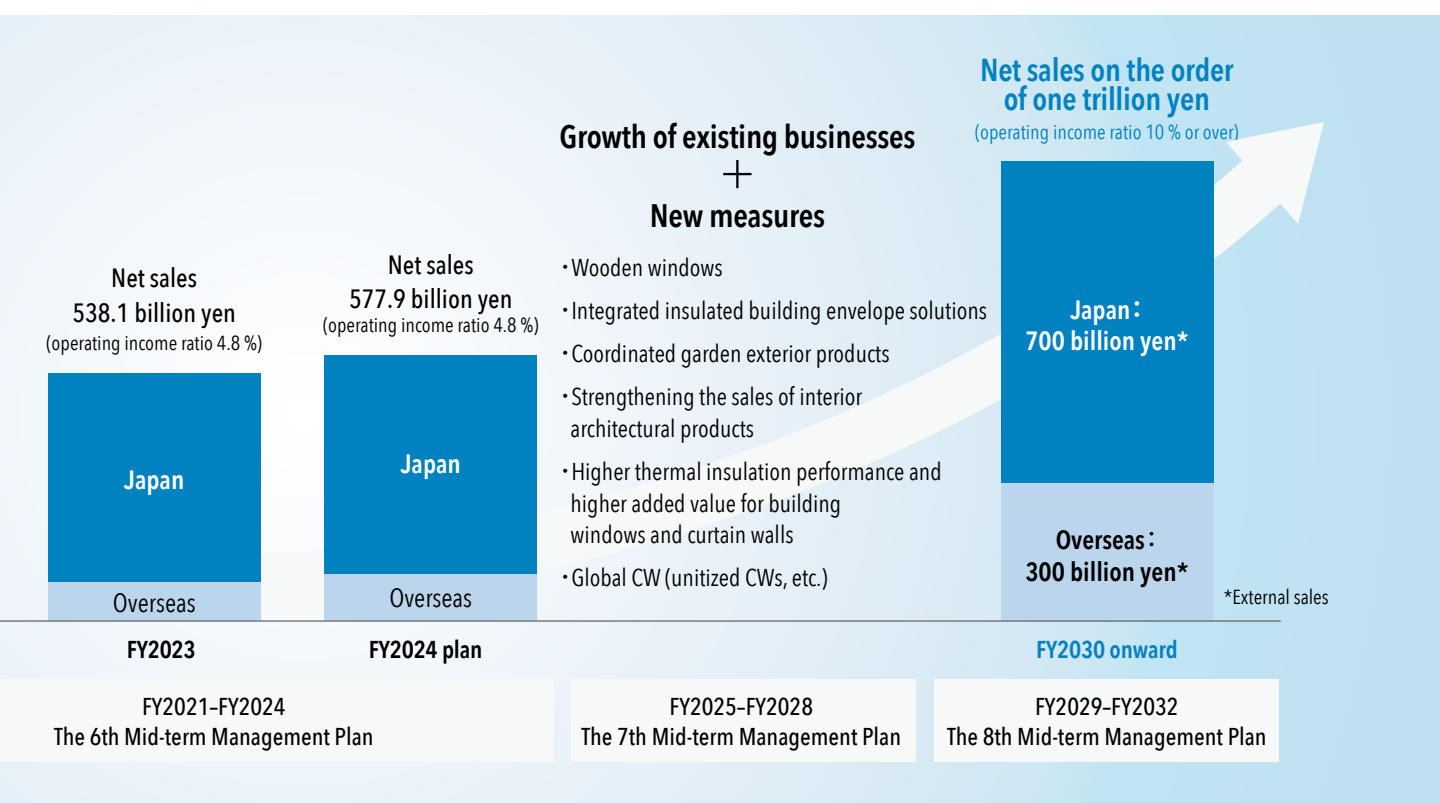 Net sales
538.1 billion yen
(operating income ratio 4.8 %)
Japan
Overseas
FY2023
Net sales
577.9 billion yen
(operating income ratio 4.8 %)
Japan
Overseas
FY2024 plan
Growth of existing businesses
+
New measures
・Wooden windows
・Integrated insulated building envelope solutions
・Coordinated garden exterior products
・Strengthening the sales of interior
architectural products
・Higher thermal insulation performance and
higher added value for building
windows and curtain walls
・Global CW (unitized CWs, etc.)
Net sales on the order
of one trillion yen
(operating income ratio 10 % or over)
Japan：
700 billion yen*
Overseas：
300 billion yen*
*External sales
FY2030 onward
FY2021–FY2024
The 6th Mid-term Management Plan
FY2025–FY2028
The 7th Mid-term Management Plan
FY2029–FY2032
The 8th Mid-term Management Plan